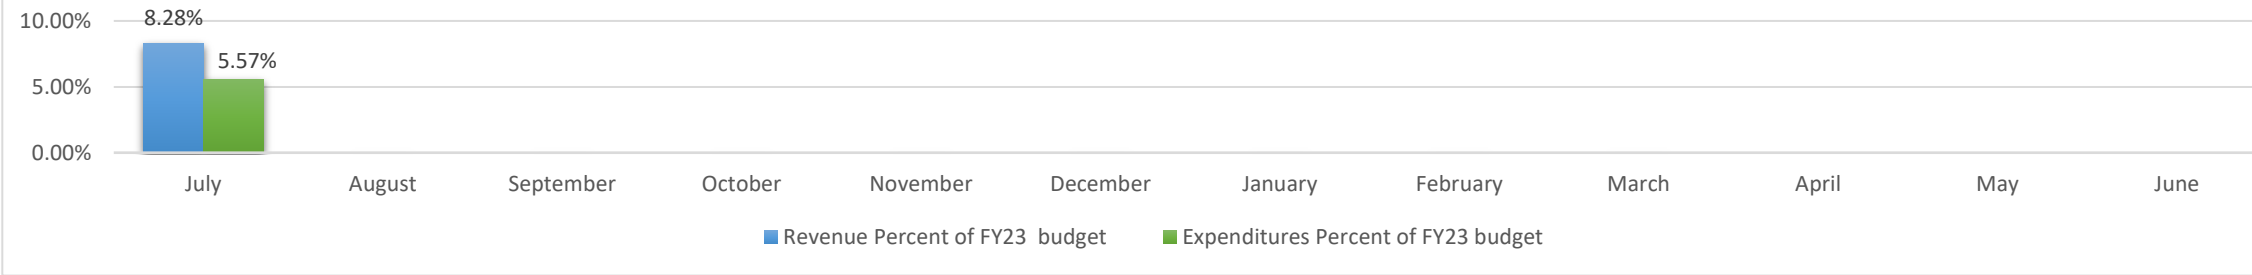 10.00%
8.28%
5.57%
5.00%
0.00%
July August September October November December January February March April May June
Revenue Percent of FY23 budget Expenditures Percent of FY23 budget